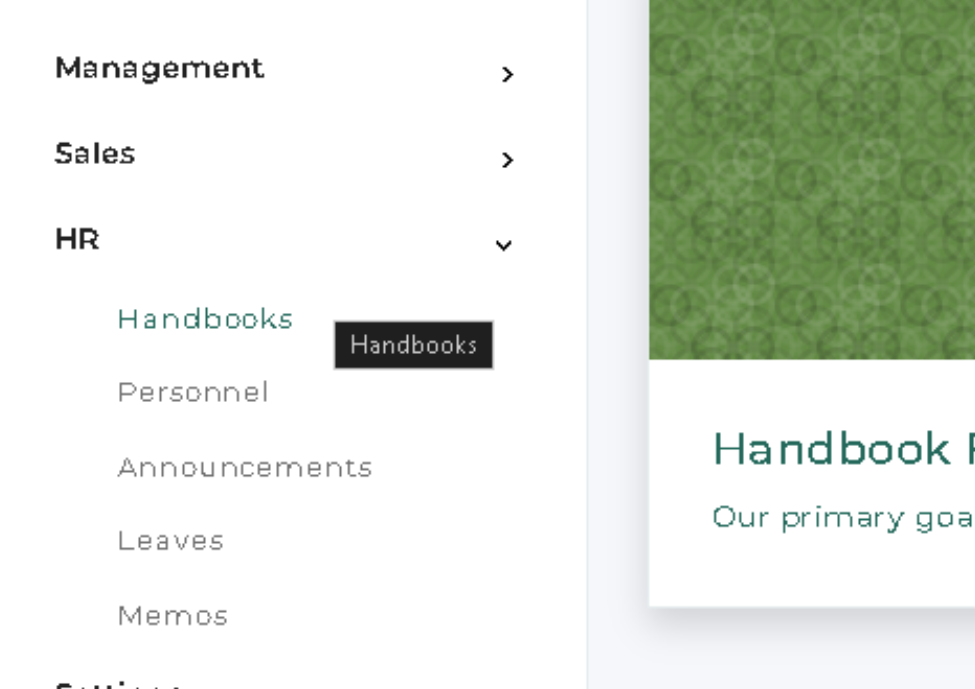 Management
Sales
HR
Handbooks
Handbooks
Personnel
Announcements
Leaves
Memos
Handbook
Our primary goa